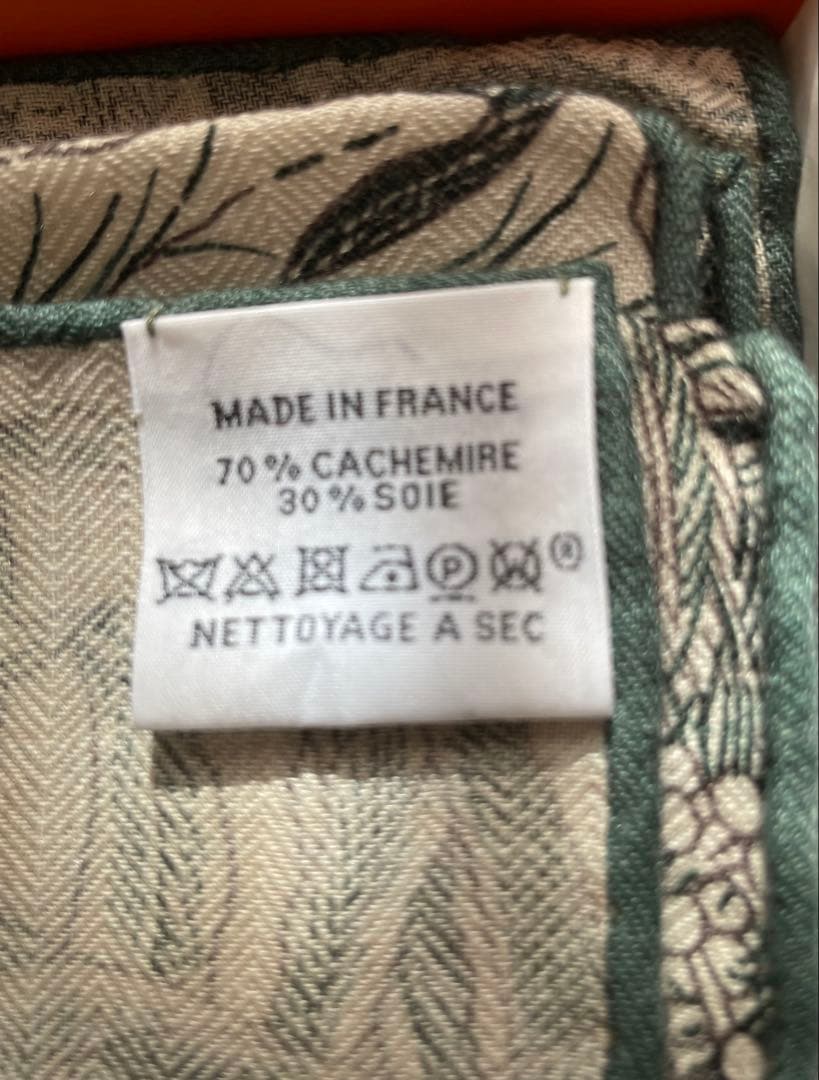 MADE IN FRANCE
70% CACHEMIRE
30% SOIE
P W ®
NETTOYAGE A SEC